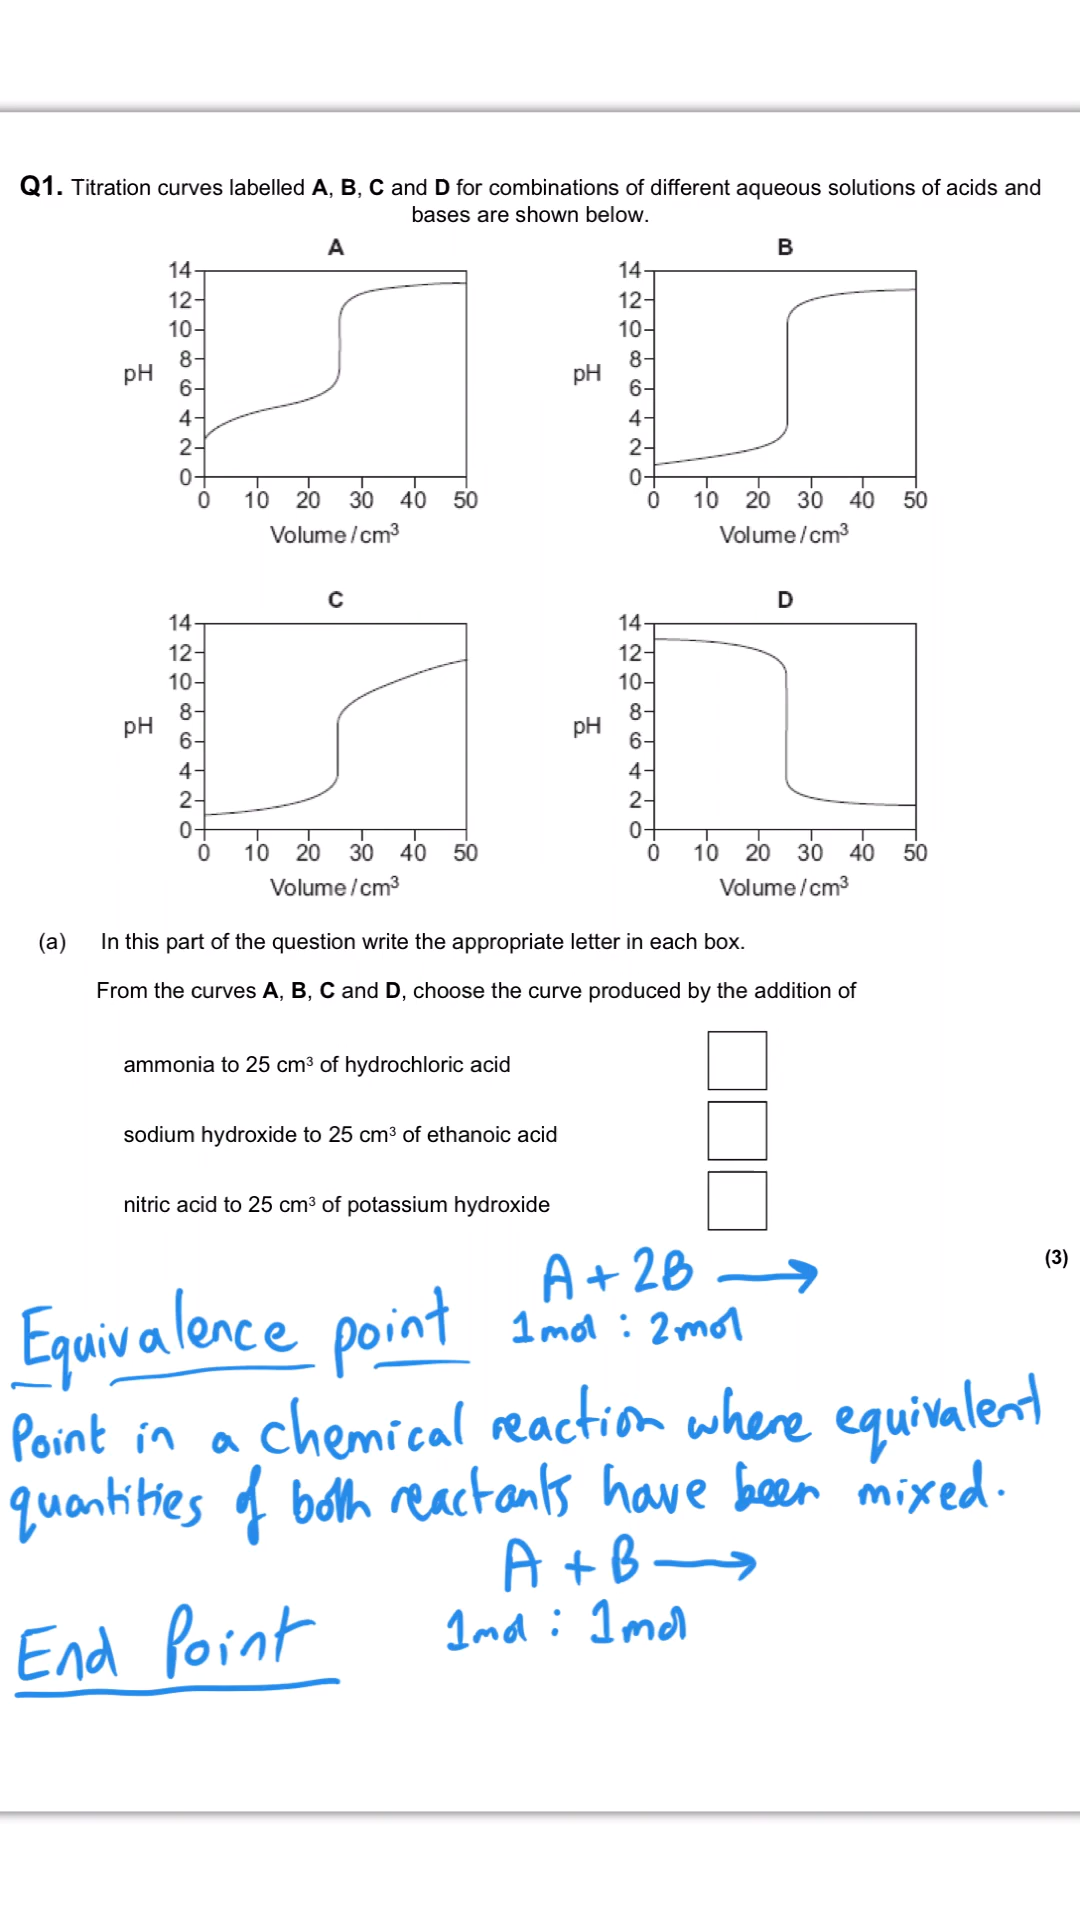 Q1. Titration curves labelled A, B, C and D for combinations of different aqueous solutions of acids and
bases are shown below.
A
14
12
10
8
6
4
2
0
pH
0 10 20 30 40 50
Volume / cm³
B
14
12
10
8
6
4
2
0
pH
0 10 20 30 40 50
Volume / cm³
C
14
12
10
8
6
4
2
0
pH
0 10 20 30 40 50
Volume / cm³
D
14
12
10
8
6
4
2
0
pH
0 10 20 30 40 50
Volume / cm³
(a) In this part of the question write the appropriate letter in each box.
From the curves A, B, C and D, choose the curve produced by the addition of
ammonia to 25 cm³ of hydrochloric acid
sodium hydroxide to 25 cm³ of ethanoic acid
nitric acid to 25 cm³ of potassium hydroxide
(3)
A + 2B →
Equivalence point 1mol : 2mol
Point in a chemical reaction where equivalent
quantities of both reactants have been mixed.
A + B →
End Point 1mol : 1mol